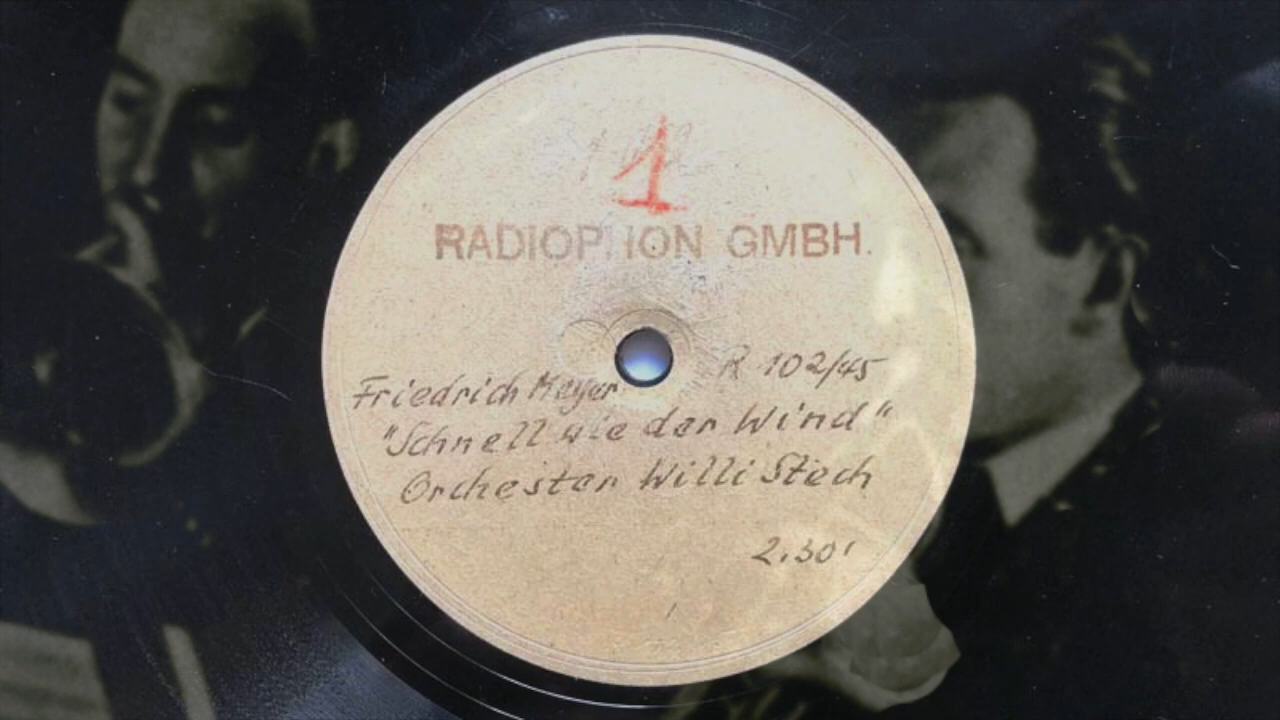 1
RADIOPHON GMBH.
R 102/45
Friedrich Meyer
"Schnell wie der Wind"
Orchester Willi Stech
2.30'